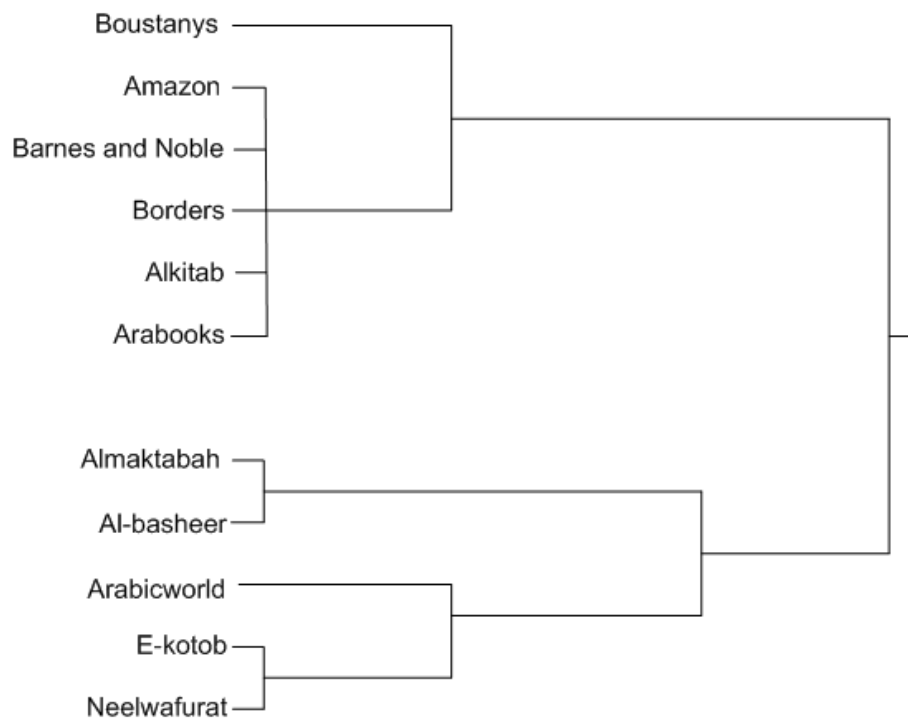 Boustanys
Amazon
Barnes and Noble
Borders
Alkitab
Arabooks
Almaktabah
Al-basheer
Arabicworld
E-kotob
Neelwafurat